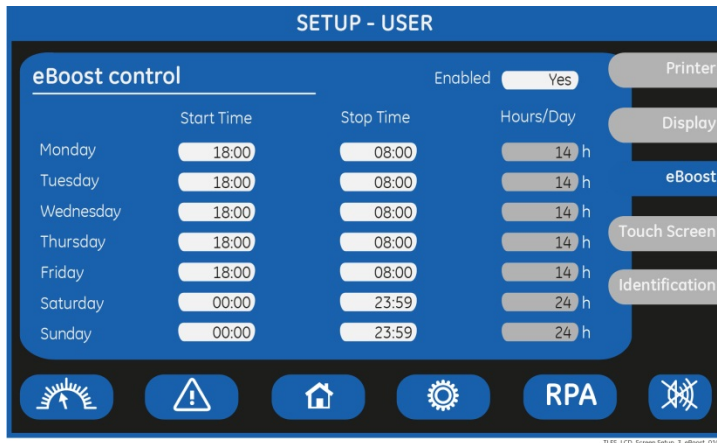 SETUP - USER
eBoost control
Enabled Yes
Printer
Start Time Stop Time Hours/Day
Display
Monday 18:00 08:00 14 h
Tuesday 18:00 08:00 14 h
eBoost
Wednesday 18:00 08:00 14 h
Thursday 18:00 08:00 14 h
Touch Screen
Friday 18:00 08:00 14 h
Identification
Saturday 00:00 23:59 24 h
Sunday 00:00 23:59 24 h
RPA